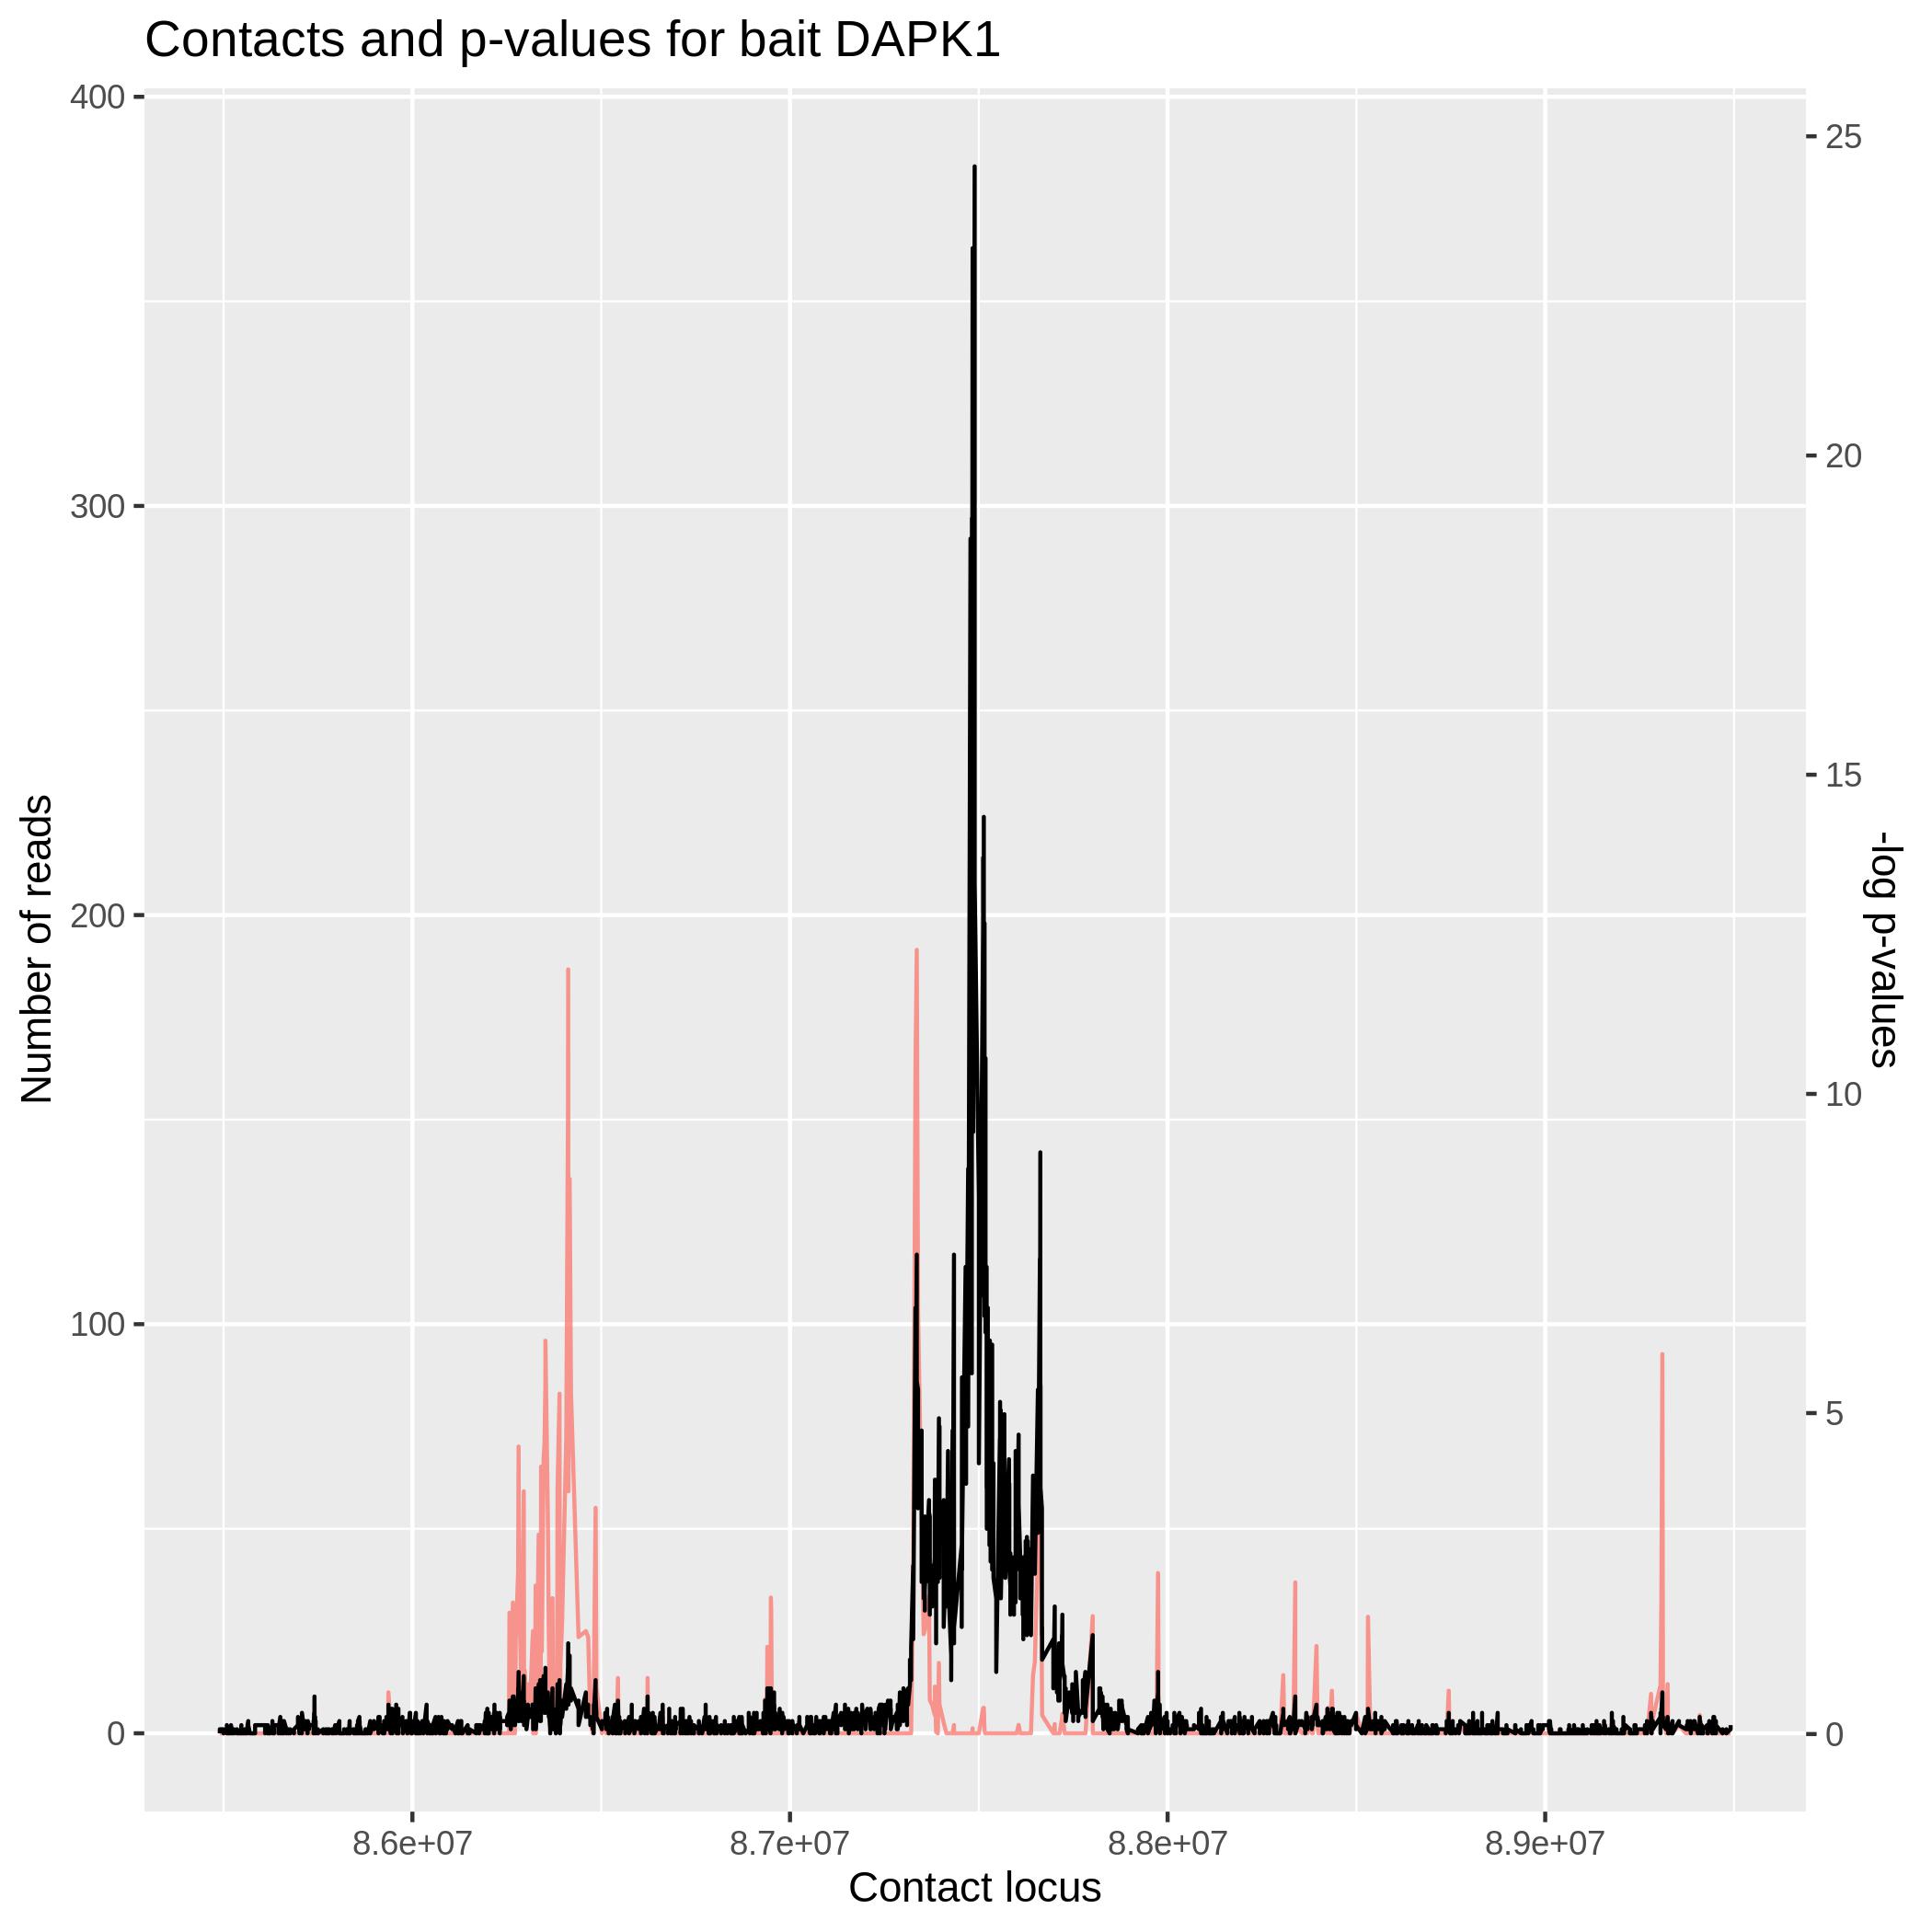 Contacts and p-values for bait DAPK1
400
300
200
100
0
Number of reads
25
20
15
10
5
0
-log p-values
8.6e+07
8.7e+07
8.8e+07
8.9e+07
Contact locus